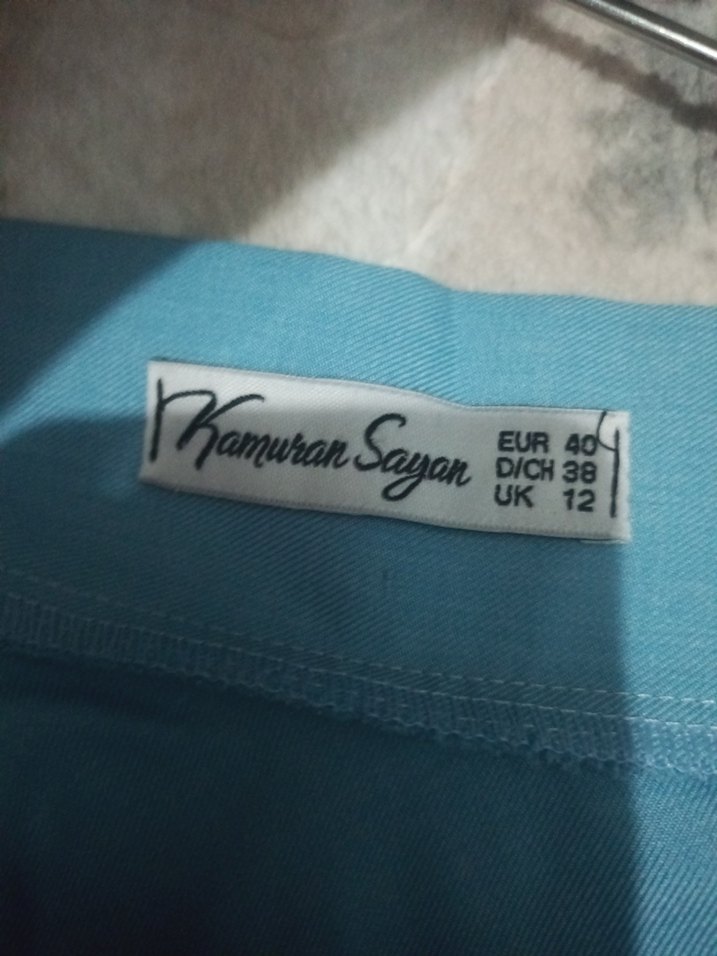 Kamuran Sayan
EUR 40
D/CH 38
UK 12